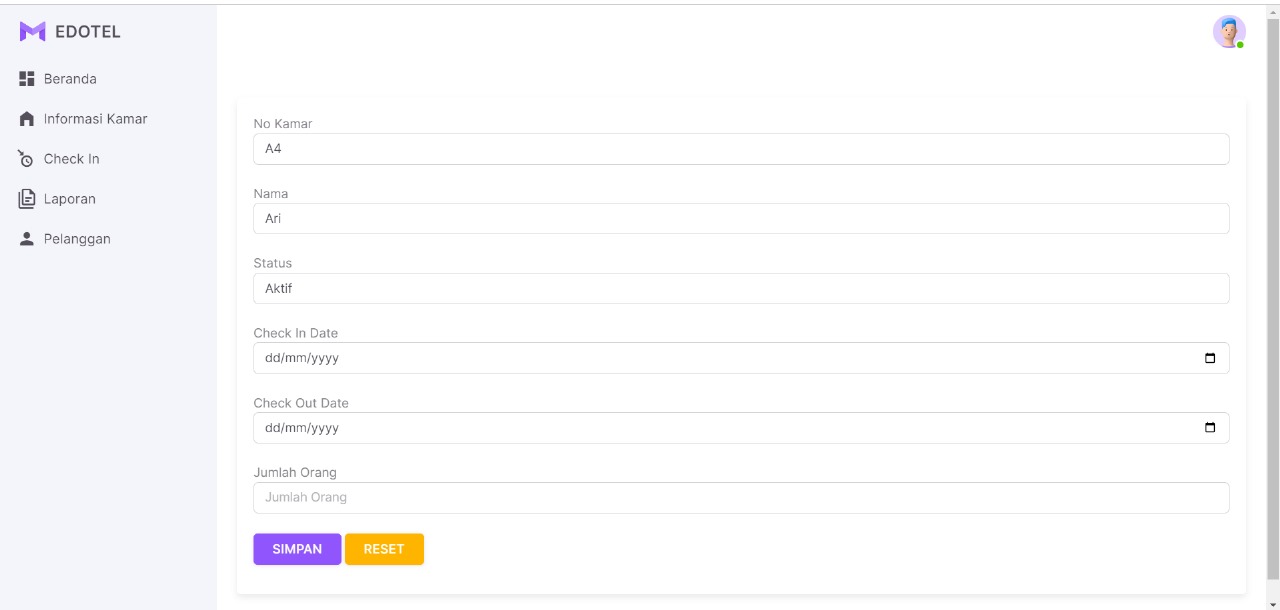 EDOTEL
Beranda
Informasi Kamar
Check In
Laporan
Pelanggan
No Kamar
A4
Nama
Ari
Status
Aktif
Check In Date
dd/mm/yyyy
Check Out Date
dd/mm/yyyy
Jumlah Orang
Jumlah Orang
SIMPAN RESET